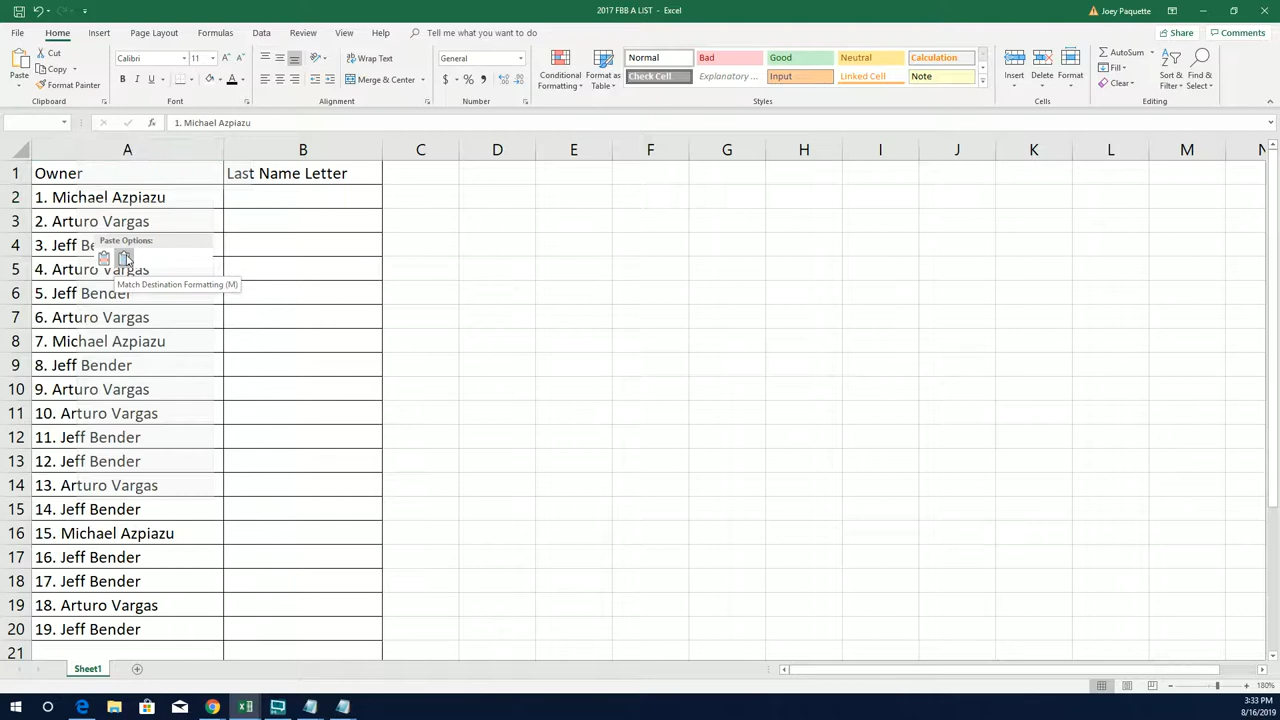 2017 FBB A LIST - Excel
Joey Paquette
File Home Insert Draw Page Layout Formulas Data Review View Help Tell me what you want to do
Share Comments
Paste
Cut
Copy
Format Painter
Clipboard
Calibri 11
B I U
Font
Wrap Text
Merge & Center
Alignment
General
$ % ,
Number
Conditional Formatting
Format as Table
Normal Bad Good Neutral Calculation
Check Cell Explanatory ... Input Linked Cell Note
Styles
Insert Delete Format
Cells
AutoSum
Fill
Clear
Sort & Filter
Find & Select
Editing
fx 1. Michael Azpiazu
A B C D E F G H I J K L M N
1 Owner Last Name Letter
2 1. Michael Azpiazu
3 2. Arturo Vargas
4 3. Jeff Be
Paste Options:
5 4. Arturo Vargas
Match Destination Formatting (M)
6 5. Jeff Bender
7 6. Arturo Vargas
8 7. Michael Azpiazu
9 8. Jeff Bender
10 9. Arturo Vargas
11 10. Arturo Vargas
12 11. Jeff Bender
13 12. Jeff Bender
14 13. Arturo Vargas
15 14. Jeff Bender
16 15. Michael Azpiazu
17 16. Jeff Bender
18 17. Jeff Bender
19 18. Arturo Vargas
20 19. Jeff Bender
21
Sheet1
180%
3:33 PM
8/16/2019